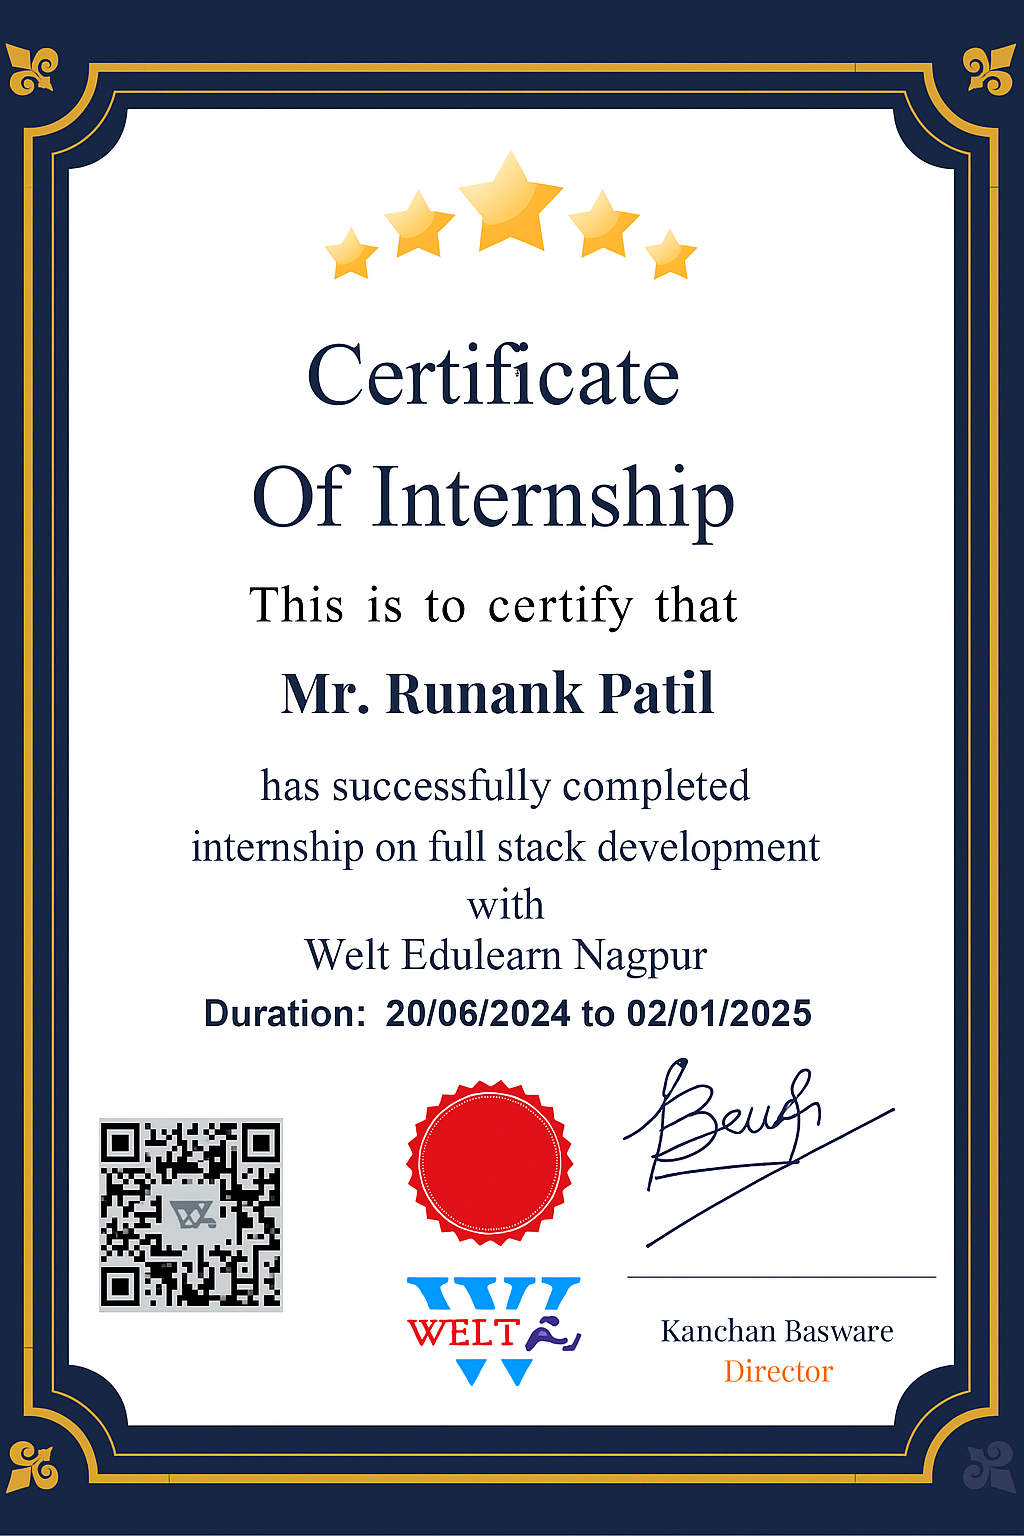 Certificate
Of Internship
This is to certify that
Mr. Runank Patil
has successfully completed
internship on full stack development
with
Welt Edulearn Nagpur
Duration: 20/06/2024 to 02/01/2025
WELT
Kanchan Basware
Director